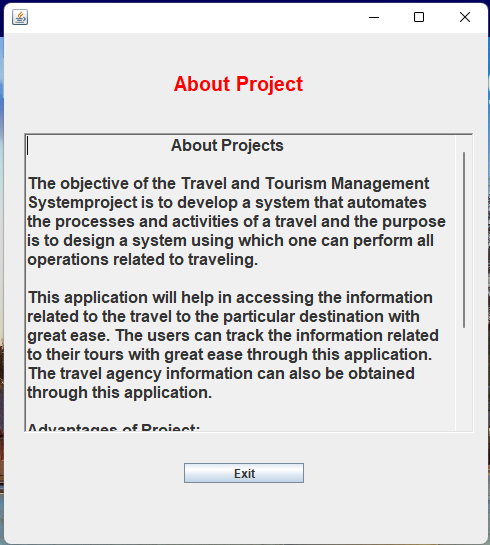 About Project
About Projects
The objective of the Travel and Tourism Management
Systemproject is to develop a system that automates
the processes and activities of a travel and the purpose
is to design a system using which one can perform all
operations related to traveling.
This application will help in accessing the information
related to the travel to the particular destination with
great ease. The users can track the information related
to their tours with great ease through this application.
The travel agency information can also be obtained
through this application.
Advantages of Project:
Exit